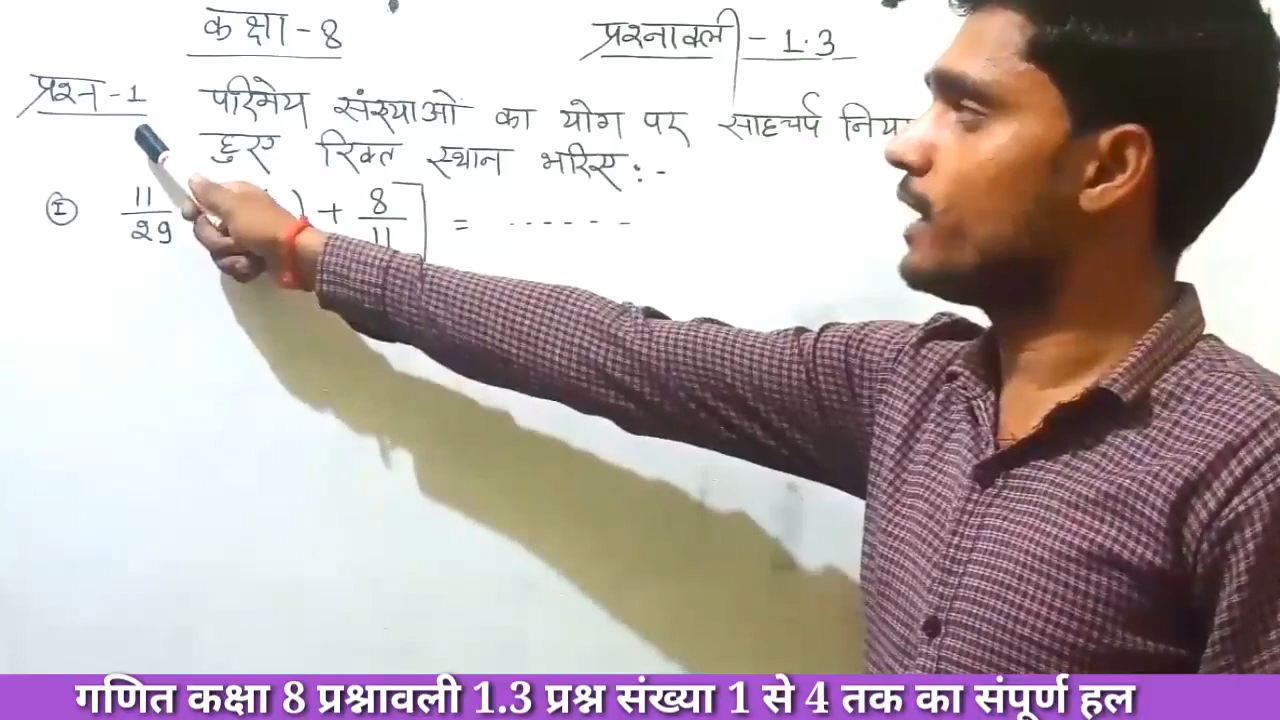 कक्षा - 8
प्रश्नावली - 1.3
प्रश्न - 1 परिमेय संख्याओं का योग पर साहचर्य
हुए रिक्त स्थान भरिए :-
I 11/29 ) + 8/11 ] = ------
गणित कक्षा 8 प्रश्नावली 1.3 प्रश्न संख्या 1 से 4 तक का संपूर्ण हल